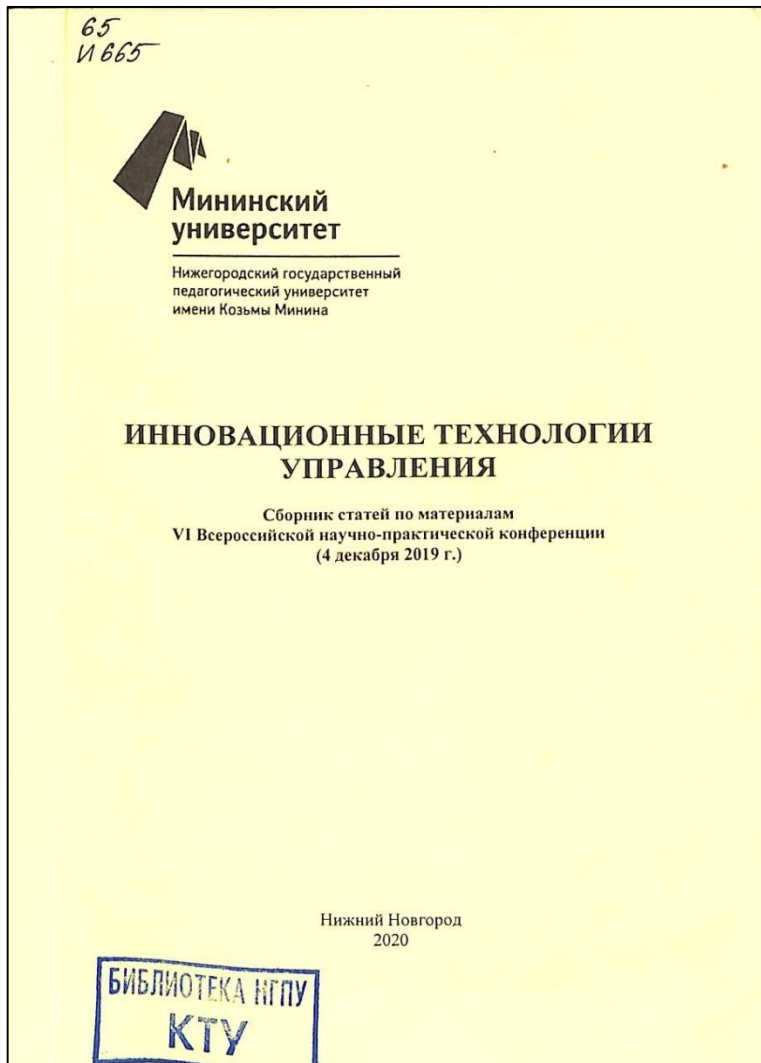 65
И 665
Мининский
университет
Нижегородский государственный
педагогический университет
имени Козьмы Минина
ИННОВАЦИОННЫЕ ТЕХНОЛОГИИ
УПРАВЛЕНИЯ
Сборник статей по материалам
VI Всероссийской научно-практической конференции
(4 декабря 2019 г.)
Нижний Новгород
2020
БИБЛИОТЕКА НГПУ
КТУ